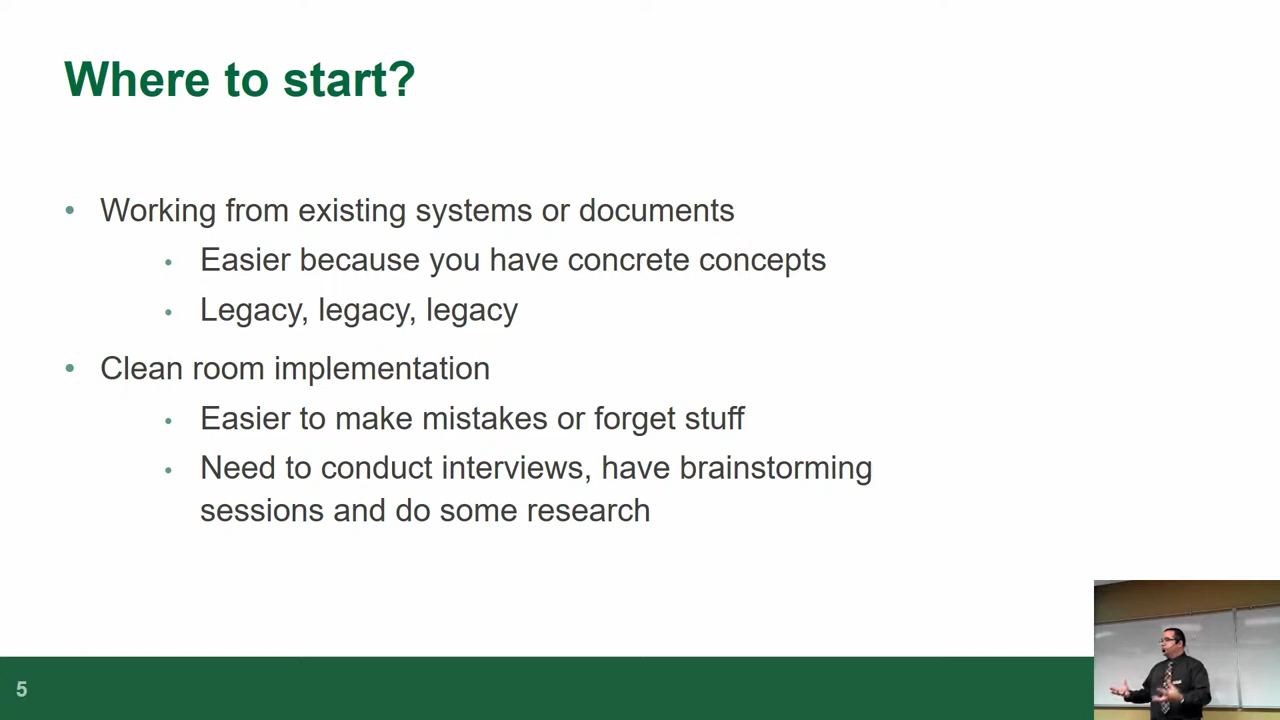 Where to start?
• Working from existing systems or documents
• Easier because you have concrete concepts
• Legacy, legacy, legacy
• Clean room implementation
• Easier to make mistakes or forget stuff
• Need to conduct interviews, have brainstorming
sessions and do some research
5